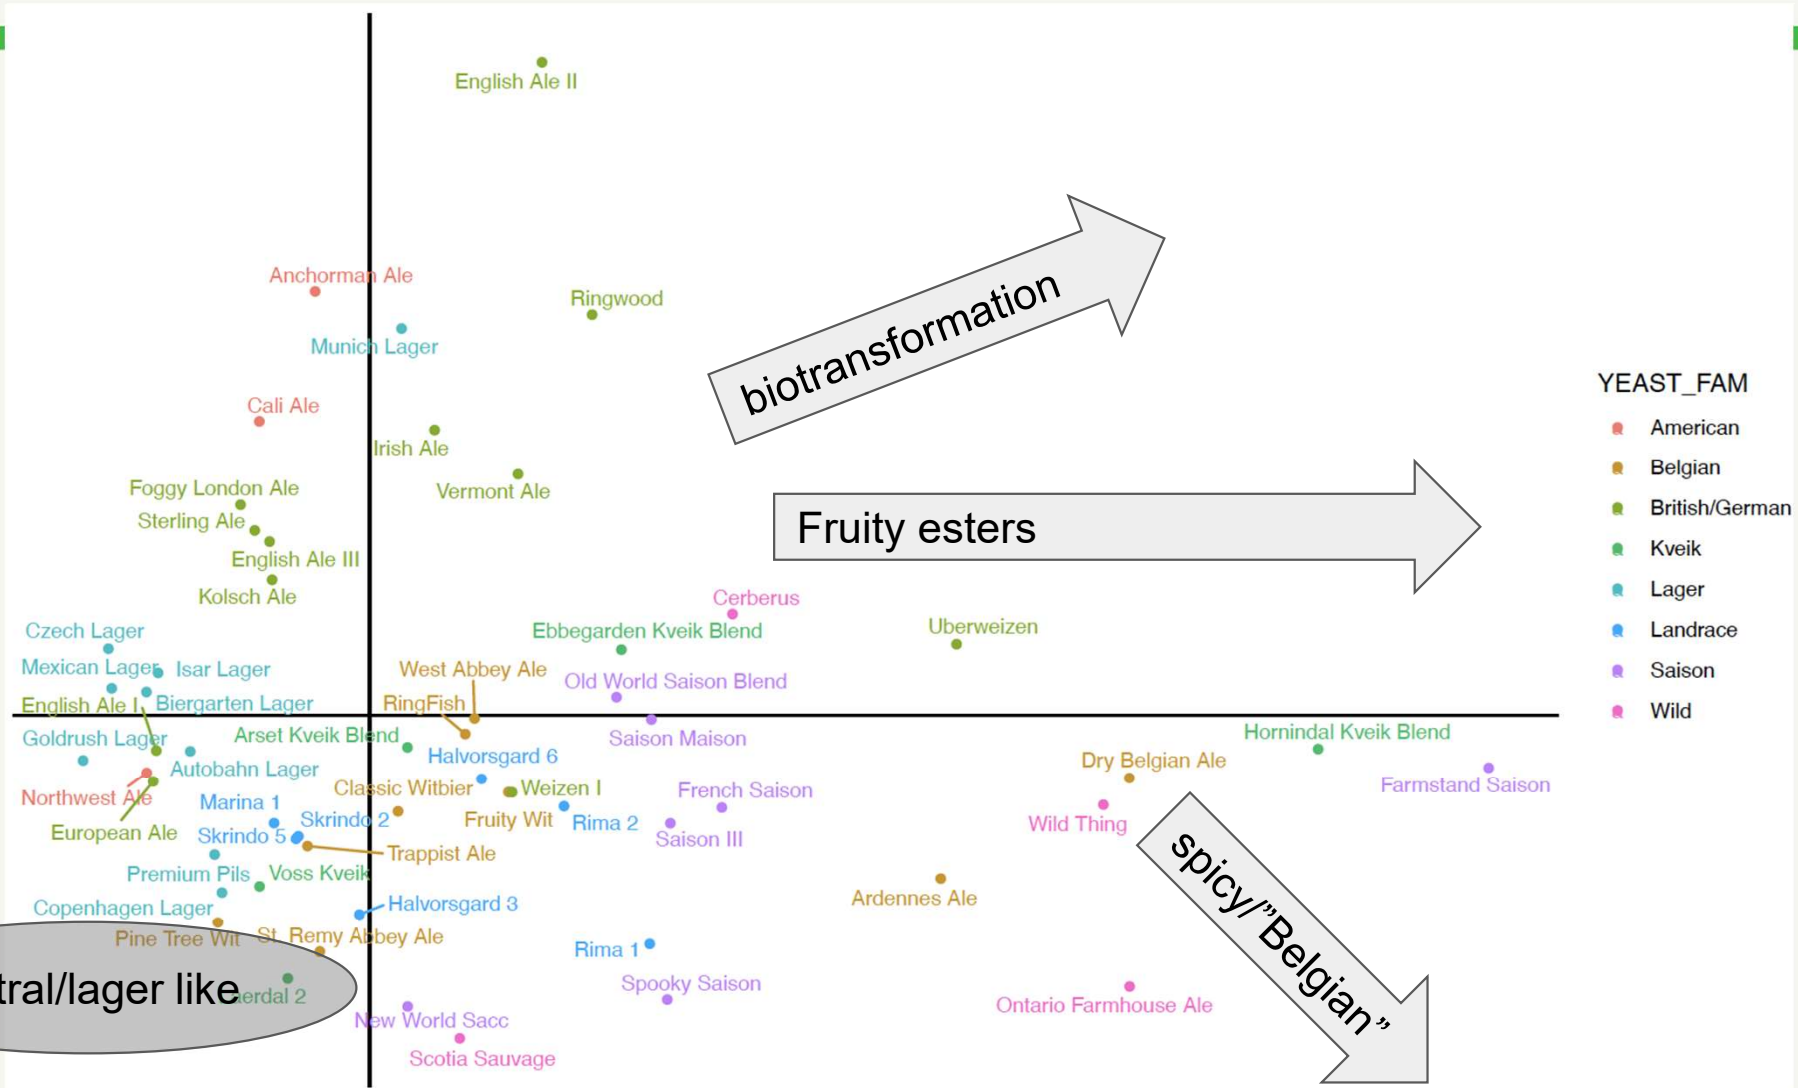 English Ale II
Anchorman Ale
Ringwood
Munich Lager
biotransformation
Cali Ale
Irish Ale
Vermont Ale
Foggy London Ale
Sterling Ale
English Ale III
Kolsch Ale
Fruity esters
YEAST_FAM
American
Belgian
British/German
Kveik
Lager
Landrace
Saison
Wild
Cerberus
Czech Lager
Ebbegarden Kveik Blend
Uberweizen
Mexican Lager
Isar Lager
West Abbey Ale
Old World Saison Blend
English Ale I
Biergarten Lager
RingFish
Goldrush Lager
Arset Kveik Blend
Saison Maison
Hornindal Kveik Blend
Halvorsgard 6
Dry Belgian Ale
Autobahn Lager
Farmstand Saison
Northwest Ale
Classic Witbier
Weizen I
French Saison
Marina 1
Skrindo 2
Fruity Wit
Rima 2
Wild Thing
European Ale
Skrindo 5
Saison III
Trappist Ale
Premium Pils
Voss Kveik
Ardennes Ale
Copenhagen Lager
Halvorsgard 3
spicy/"Belgian"
Pine Tree Wit
St. Remy Abbey Ale
Rima 1
Spooky Saison
tral/lager like
erdal 2
Ontario Farmhouse Ale
New World Sacc
Scotia Sauvage